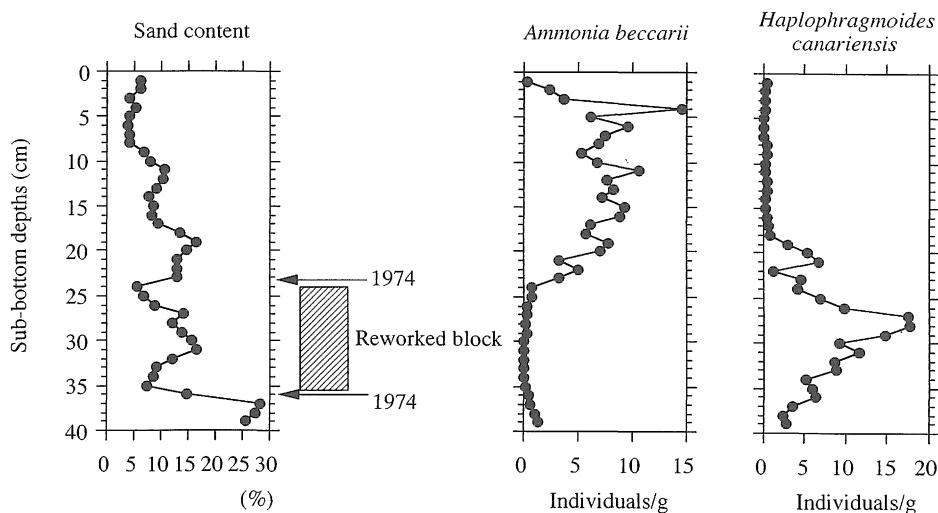 Sand content
Ammonia beccarii
Haplophragmoides
canariensis
Sub-bottom depths (cm)
0
5
10
15
20
25
30
35
40
1974
Reworked block
1974
0 5 10 15 20 25 30
(%)
0 5 10 15
Individuals/g
0 5 10 15 20
Individuals/g